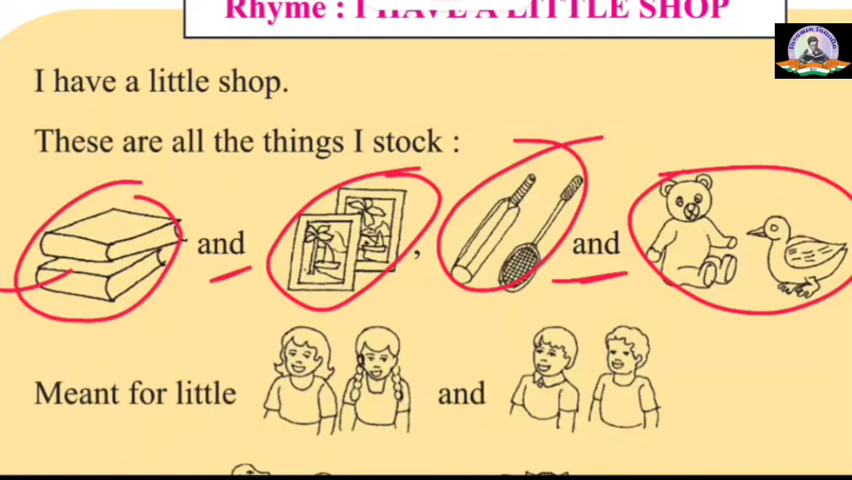 Rhyme : I HAVE A LITTLE SHOP
I have a little shop.
These are all the things I stock :
and , and
Meant for little and